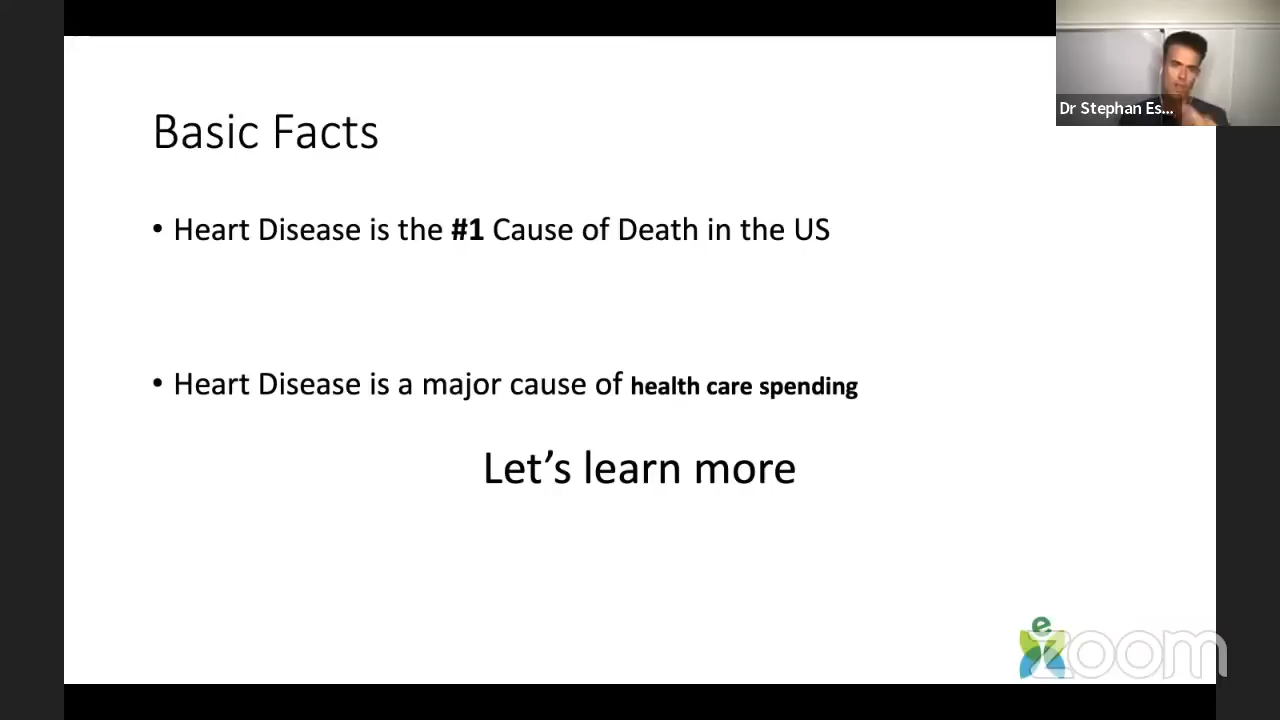 Dr Stephan Es...
Basic Facts
• Heart Disease is the #1 Cause of Death in the US
• Heart Disease is a major cause of health care spending
Let’s learn more
e
zoom